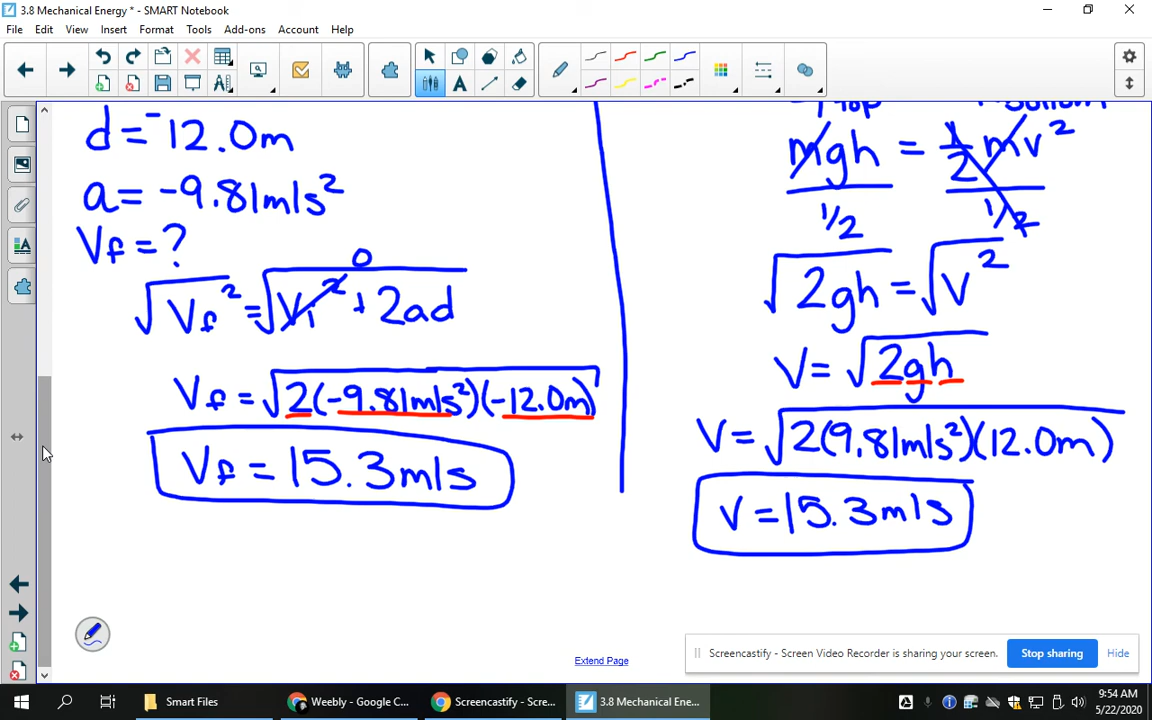 3.8 Mechanical Energy * - SMART Notebook
File Edit View Insert Format Tools Add-ons Account Help
d = -12.0m
a = -9.81m/s²
Vf = ?
√Vf² = √Vi² + 2ad
0
Vf = √2(-9.81m/s²)(-12.0m)
Vf = 15.3m/s
top bottom
mgh = 1/2 mv²
1/2 1/2
√2gh = √v²
V = √2gh
V = √2(9.81m/s²)(12.0m)
V = 15.3m/s
Extend Page
Screencastify - Screen Video Recorder is sharing your screen. Stop sharing Hide
Smart Files
Weebly - Google C...
Screencastify - Scre...
3.8 Mechanical Ene...
9:54 AM
5/22/2020